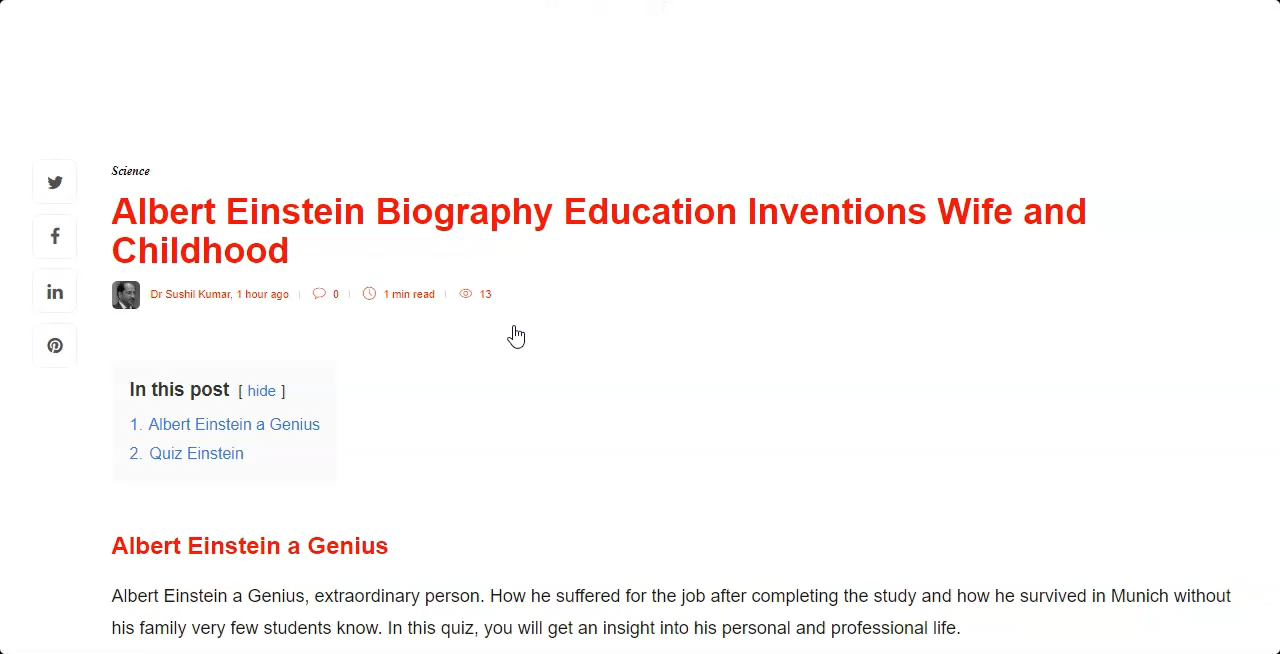 Science
Albert Einstein Biography Education Inventions Wife and
Childhood
Dr Sushil Kumar, 1 hour ago 0 1 min read 13
In this post [ hide ]
1. Albert Einstein a Genius
2. Quiz Einstein
Albert Einstein a Genius
Albert Einstein a Genius, extraordinary person. How he suffered for the job after completing the study and how he survived in Munich without
his family very few students know. In this quiz, you will get an insight into his personal and professional life.